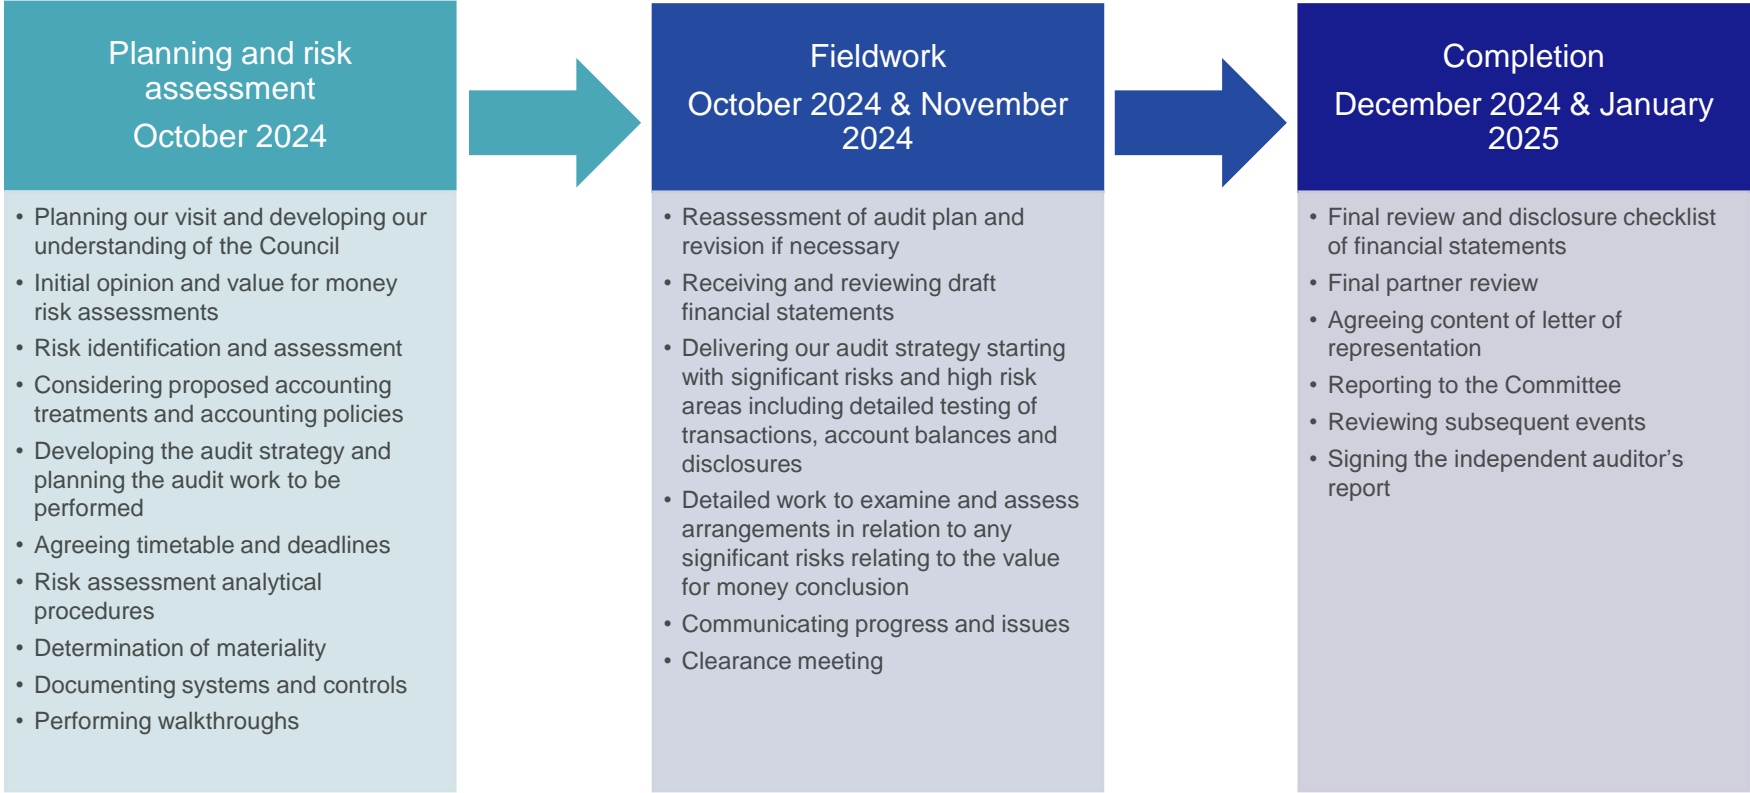 Planning and risk
assessment
October 2024
• Planning our visit and developing our
understanding of the Council
• Initial opinion and value for money
risk assessments
• Risk identification and assessment
• Considering proposed accounting
treatments and accounting policies
• Developing the audit strategy and
planning the audit work to be
performed
• Agreeing timetable and deadlines
• Risk assessment analytical
procedures
• Determination of materiality
• Documenting systems and controls
• Performing walkthroughs
Fieldwork
October 2024 & November
2024
• Reassessment of audit plan and
revision if necessary
• Receiving and reviewing draft
financial statements
• Delivering our audit strategy starting
with significant risks and high risk
areas including detailed testing of
transactions, account balances and
disclosures
• Detailed work to examine and assess
arrangements in relation to any
significant risks relating to the value
for money conclusion
• Communicating progress and issues
• Clearance meeting
Completion
December 2024 & January
2025
• Final review and disclosure checklist
of financial statements
• Final partner review
• Agreeing content of letter of
representation
• Reporting to the Committee
• Reviewing subsequent events
• Signing the independent auditor’s
report